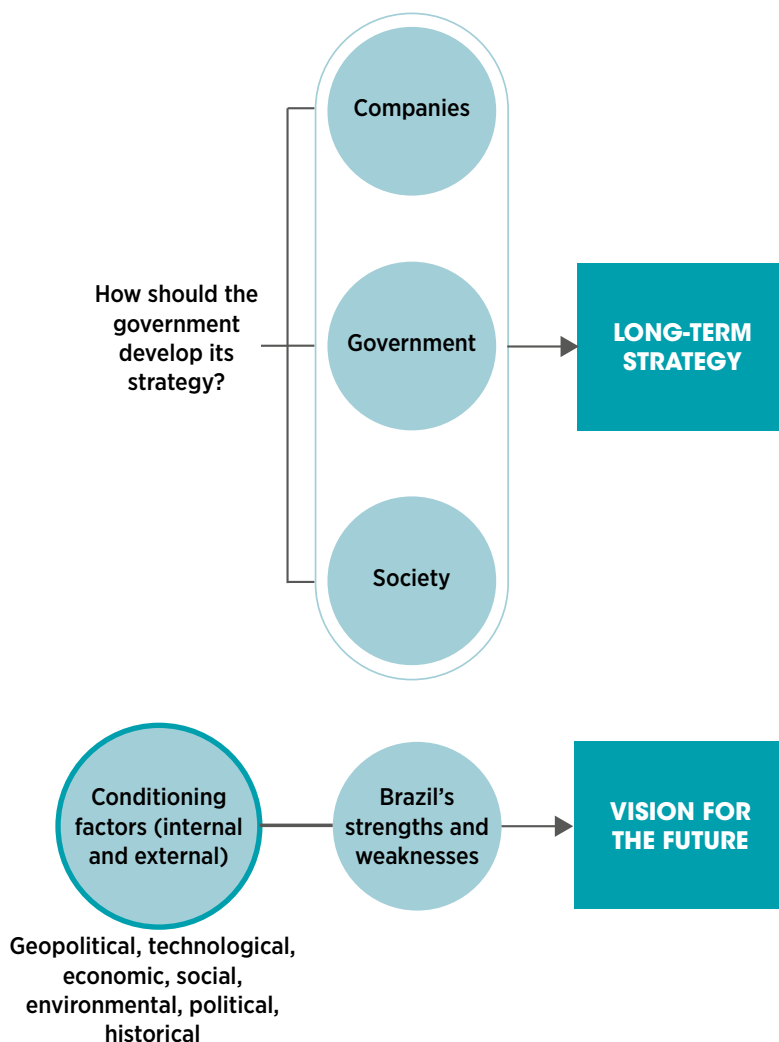 Companies
How should the
government
develop its
strategy?
Government
LONG-TERM
STRATEGY
Society
Conditioning
factors (internal
and external)
Brazil's
strengths and
weaknesses
VISION FOR
THE FUTURE
Geopolitical, technological,
economic, social,
environmental, political,
historical